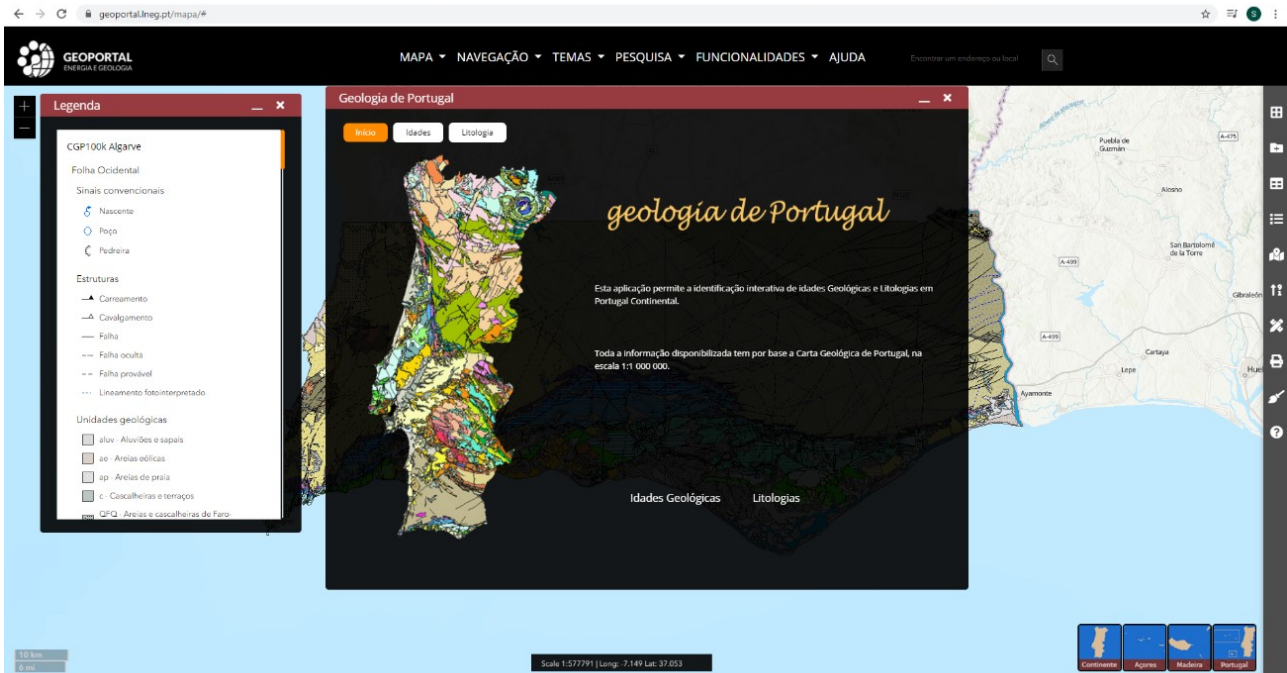 geoportal.lneg.pt/mapa/#
S
GEOPORTAL
ENERGIA E GEOLOGIA
MAPA NAVEGAÇÃO TEMAS PESQUISA FUNCIONALIDADES AJUDA
Encontrar um endereço ou local
Legenda
CGP100k Algarve
Folha Ocidental
Sinais convencionais
Nascente
Poço
Pedreira
Estruturas
Carreamento
Cavalgamento
Falha
Falha oculta
Falha provável
Lineamento fotointerpretado
Unidades geológicas
aluv - Aluviões e sapais
ae - Areias eólicas
ap - Areias de praia
c - Cascalheiras e terraços
QFQ - Areias e cascalheiras de Faro-
Geologia de Portugal
Início Idades Litologia
geologia de Portugal
Esta aplicação permite a identificação interativa de idades Geológicas e Litologias em
Portugal Continental.
Toda a informação disponibilizada tem por base a Carta Geológica de Portugal, na
escala 1:1 000 000.
Idades Geológicas Litologias
Puebla de
Guzmán
A-475
Alosno
San Bartolomé
de la Torre
A-499
Gibraleón
A-499
Cartaya
Lepe
Hue
Ayamonte
10 km
6 mi
Scale 1:577791 | Long: -7.149 Lat: 37.053
Continente Açores Madeira Portugal